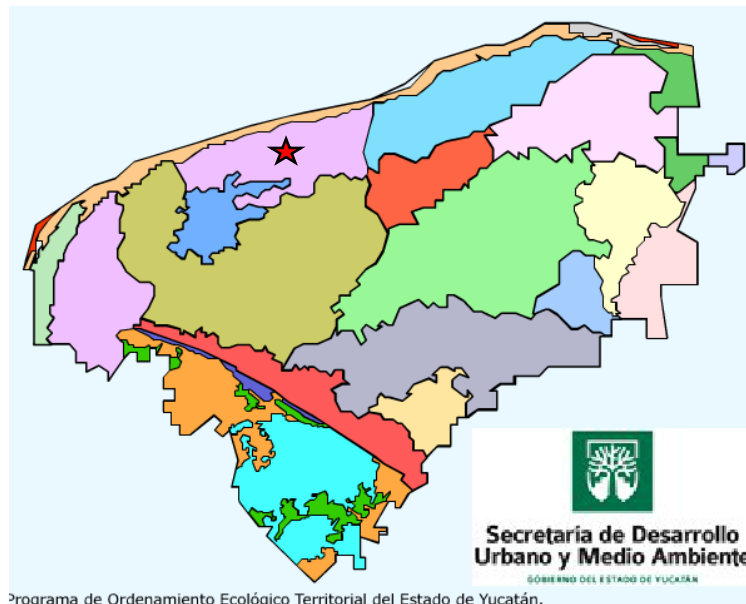 Secretaría de Desarrollo
Urbano y Medio Ambiente
GOBIERNO DEL ESTADO DE YUCATÁN
Programa de Ordenamiento Ecológico Territorial del Estado de Yucatán.